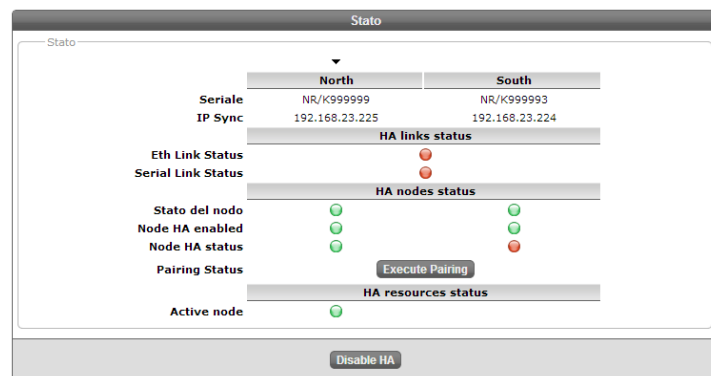 Stato
Stato
North South
Seriale NR/K999999 NR/K999993
IP Sync 192.168.23.225 192.168.23.224
HA links status
Eth Link Status
Serial Link Status
HA nodes status
Stato del nodo
Node HA enabled
Node HA status
Pairing Status Execute Pairing
HA resources status
Active node
Disable HA